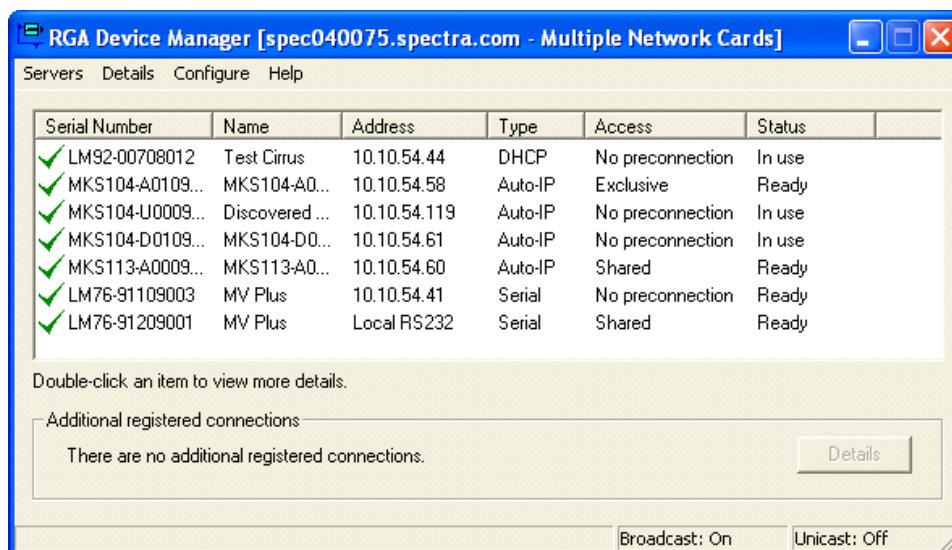 RGA Device Manager [spec040075.spectra.com - Multiple Network Cards]
Servers Details Configure Help
Serial Number Name Address Type Access Status
LM92-00708012 Test Cirrus 10.10.54.44 DHCP No preconnection In use
MKS104-A0109... MKS104-A0... 10.10.54.58 Auto-IP Exclusive Ready
MKS104-U0009... Discovered ... 10.10.54.119 Auto-IP No preconnection In use
MKS104-D0109... MKS104-D0... 10.10.54.61 Auto-IP No preconnection In use
MKS113-A0009... MKS113-A0... 10.10.54.60 Auto-IP Shared Ready
LM76-91109003 MV Plus 10.10.54.41 Serial No preconnection Ready
LM76-91209001 MV Plus Local RS232 Serial Shared Ready
Double-click an item to view more details.
Additional registered connections
There are no additional registered connections.
Details
Broadcast: On Unicast: Off